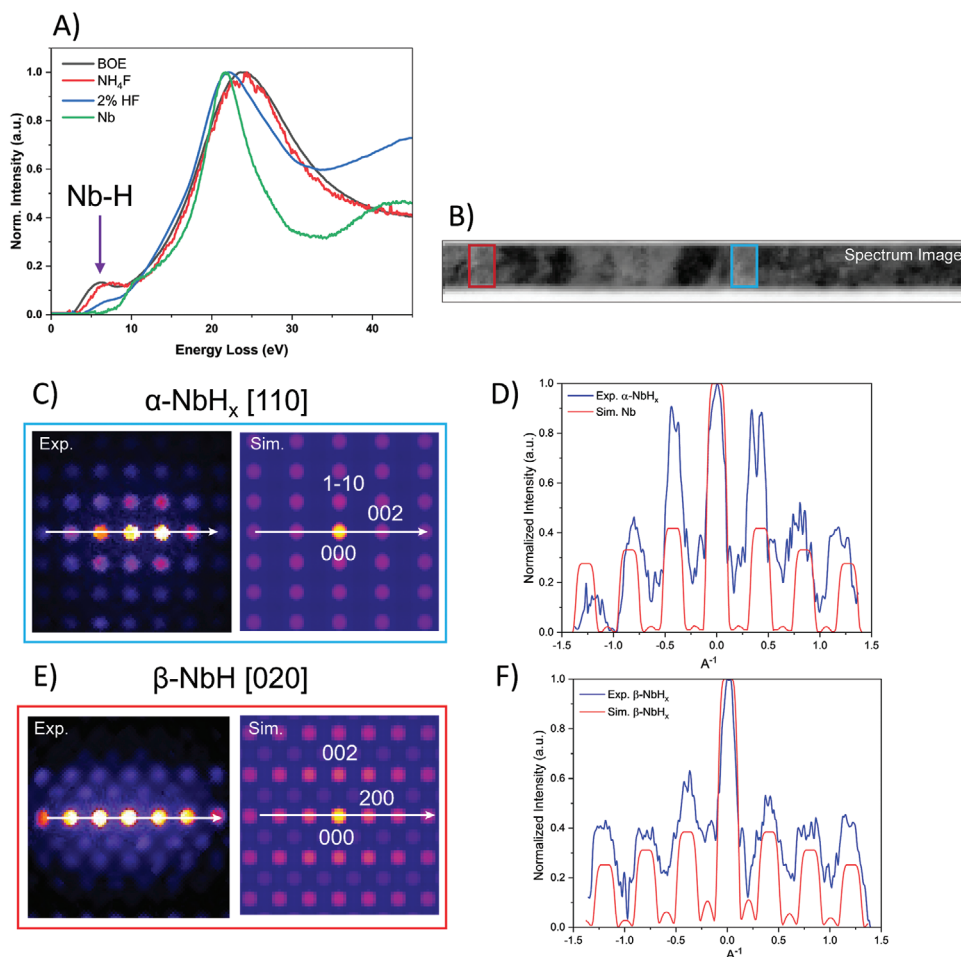 A)
BOE
NH₄F
2% HF
Nb
Nb-H
1.0
0.8
0.6
0.4
0.2
0.0
0 10 20 30 40
Norm. Intensity (a.u.)
Energy Loss (eV)
B)
Spectrum Image
C)
α-NbHₓ [110]
Exp.
Sim.
1-10
002
000
D)
Exp. α-NbHₓ
Sim. Nb
1.0
0.8
0.6
0.4
0.2
0.0
-1.5 -1.0 -0.5 0.0 0.5 1.0 1.5
Normalized Intensity (a.u.)
A⁻¹
E)
β-NbH [020]
Exp.
Sim.
002
200
000
F)
Exp. β-NbHₓ
Sim. β-NbHₓ
1.0
0.8
0.6
0.4
0.2
0.0
-1.5 -1.0 -0.5 0.0 0.5 1.0 1.5
Normalized Intensity (a.u.)
A⁻¹